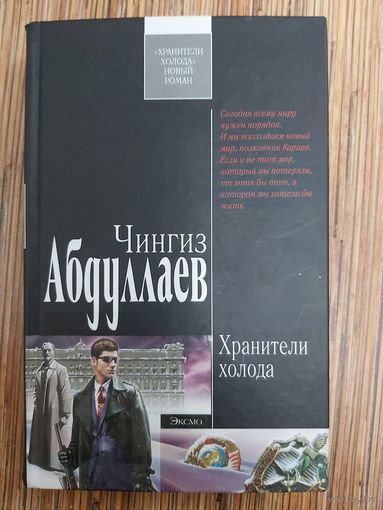 «ХРАНИТЕЛИ
ХОЛОДА»
НОВЫЙ
РОМАН
Сегодня всему миру
нужен порядок.
И мы воссоздаем новый
мир, полковник Караев.
Если и не тот мир,
который мы потеряли,
то хотя бы тот, в
котором мы хотели бы
жить.
Чингиз
Абдуллаев
Хранители
холода
Эксмо